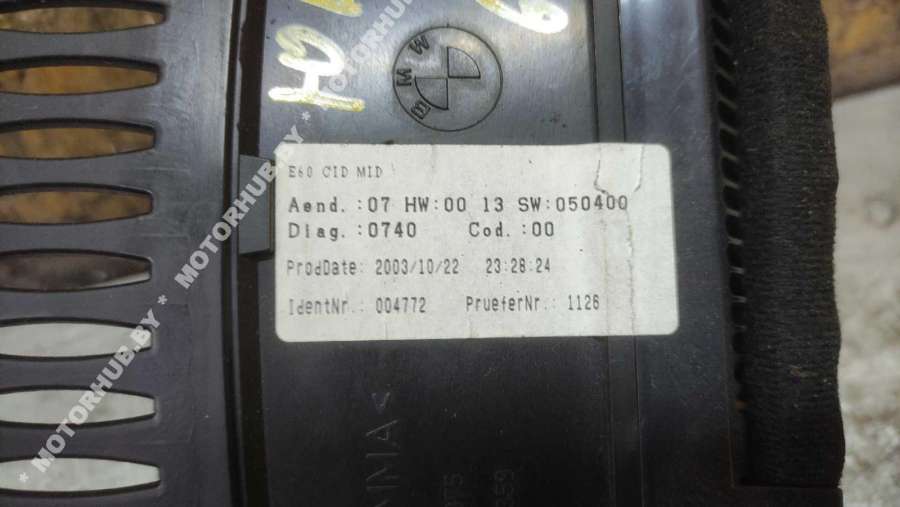 BMW
E60 CID MID
Aend.:07 HW:00 13 SW:050400
Diag.:0740 Cod.:00
ProdDate: 2003/10/22 23:28:24
IdentNr.: 004772 PrueferNr.: 1126
* MOTORHUB.BY * MOTORHUB.BY * MOTORHUB.BY